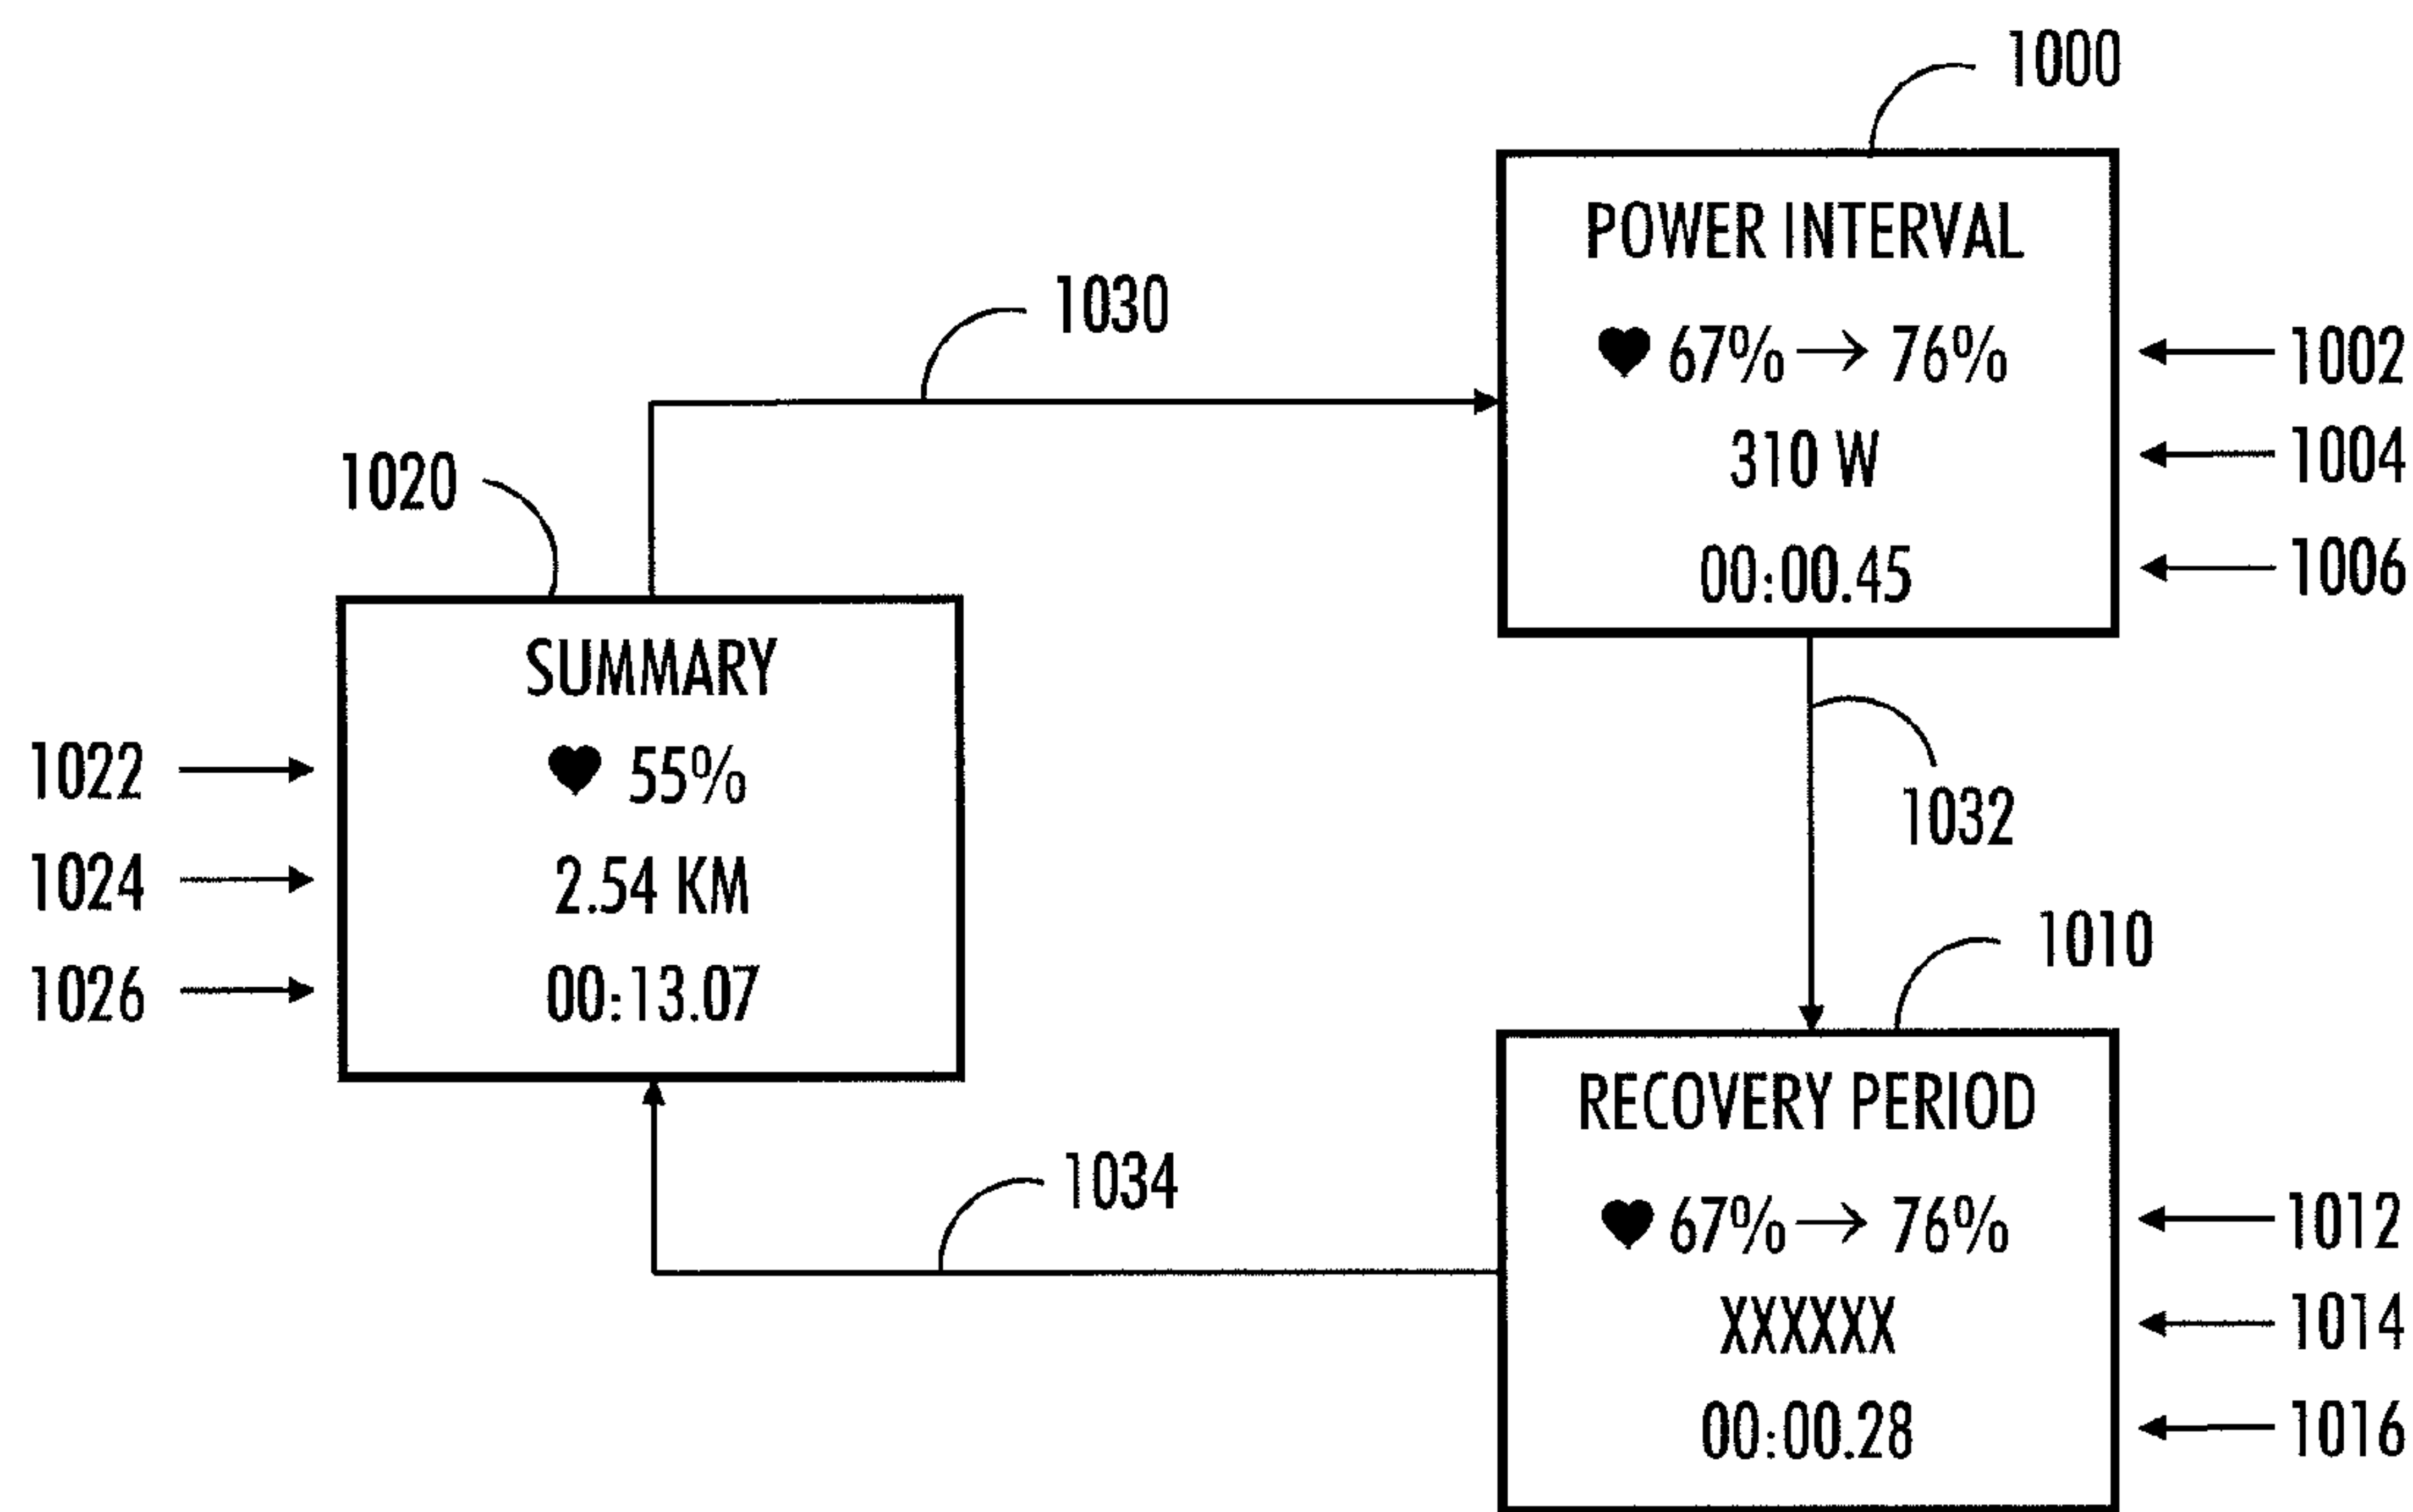 1000
POWER INTERVAL
♥ 67% → 76%
1002
310 W
1004
00:00.45
1006
1030
1020
SUMMARY
1022
♥ 55%
1024
2.54 KM
1026
00:13.07
1032
1010
RECOVERY PERIOD
♥ 67% → 76%
1012
XXXXXX
1014
00:00.28
1016
1034